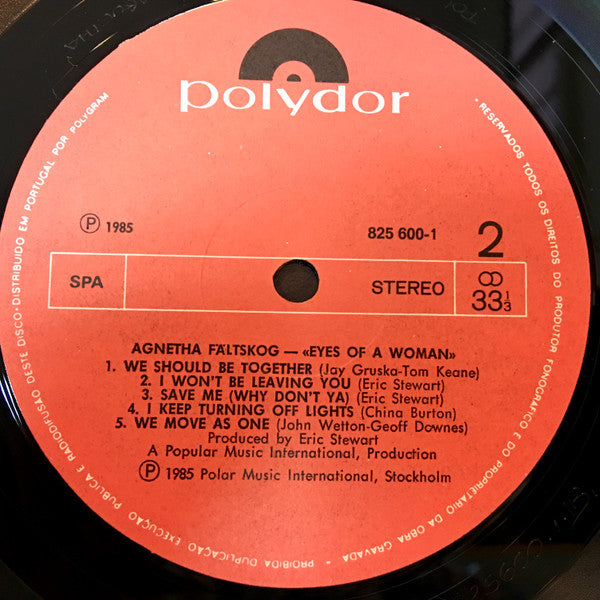 polydor
· RESERVADOS TODOS OS DIREITOS DO PRODUTOR FONOGRÁFICO E DO PROPRIETÁRIO DA OBRA GRAVADA · PROIBIDA DUPLICAÇÃO EXECUÇÃO PÚBLICA E RADIODIFUSÃO DESTE DISCO · DISTRIBUIDO EM PORTUGAL POR POLYGRAM
Ⓟ 1985
825 600-1
2
SPA
STEREO
33⅓
AGNETHA FÄLTSKOG — «EYES OF A WOMAN»
1. WE SHOULD BE TOGETHER (Jay Gruska-Tom Keane)
2. I WON'T BE LEAVING YOU (Eric Stewart)
3. SAVE ME (WHY DON'T YA) (Eric Stewart)
4. I KEEP TURNING OFF LIGHTS (China Burton)
5. WE MOVE AS ONE (John Wetton-Geoff Downes)
Produced by Eric Stewart
A Popular Music International, Production
Ⓟ 1985 Polar Music International, Stockholm